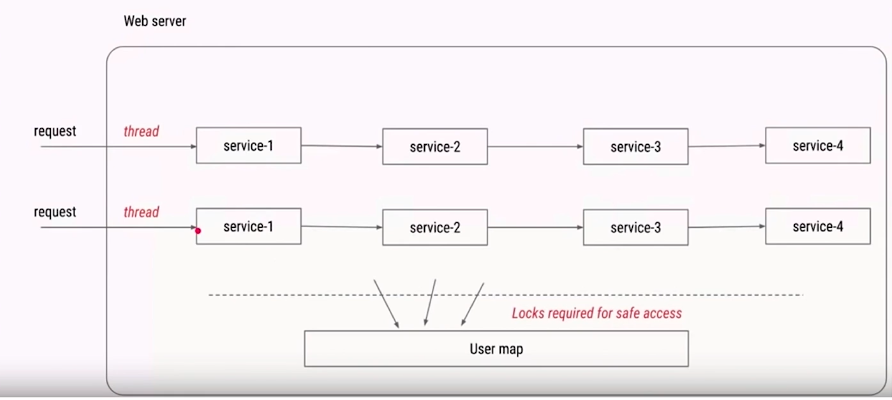 Web server
request
thread
service-1
service-2
service-3
service-4
request
thread
service-1
service-2
service-3
service-4
Locks required for safe access
User map